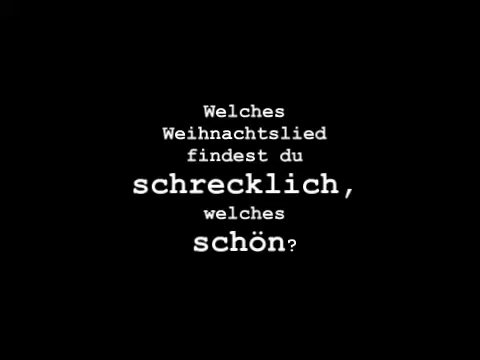 Welches
Weihnachtslied
findest du
schrecklich,
welches
schön?